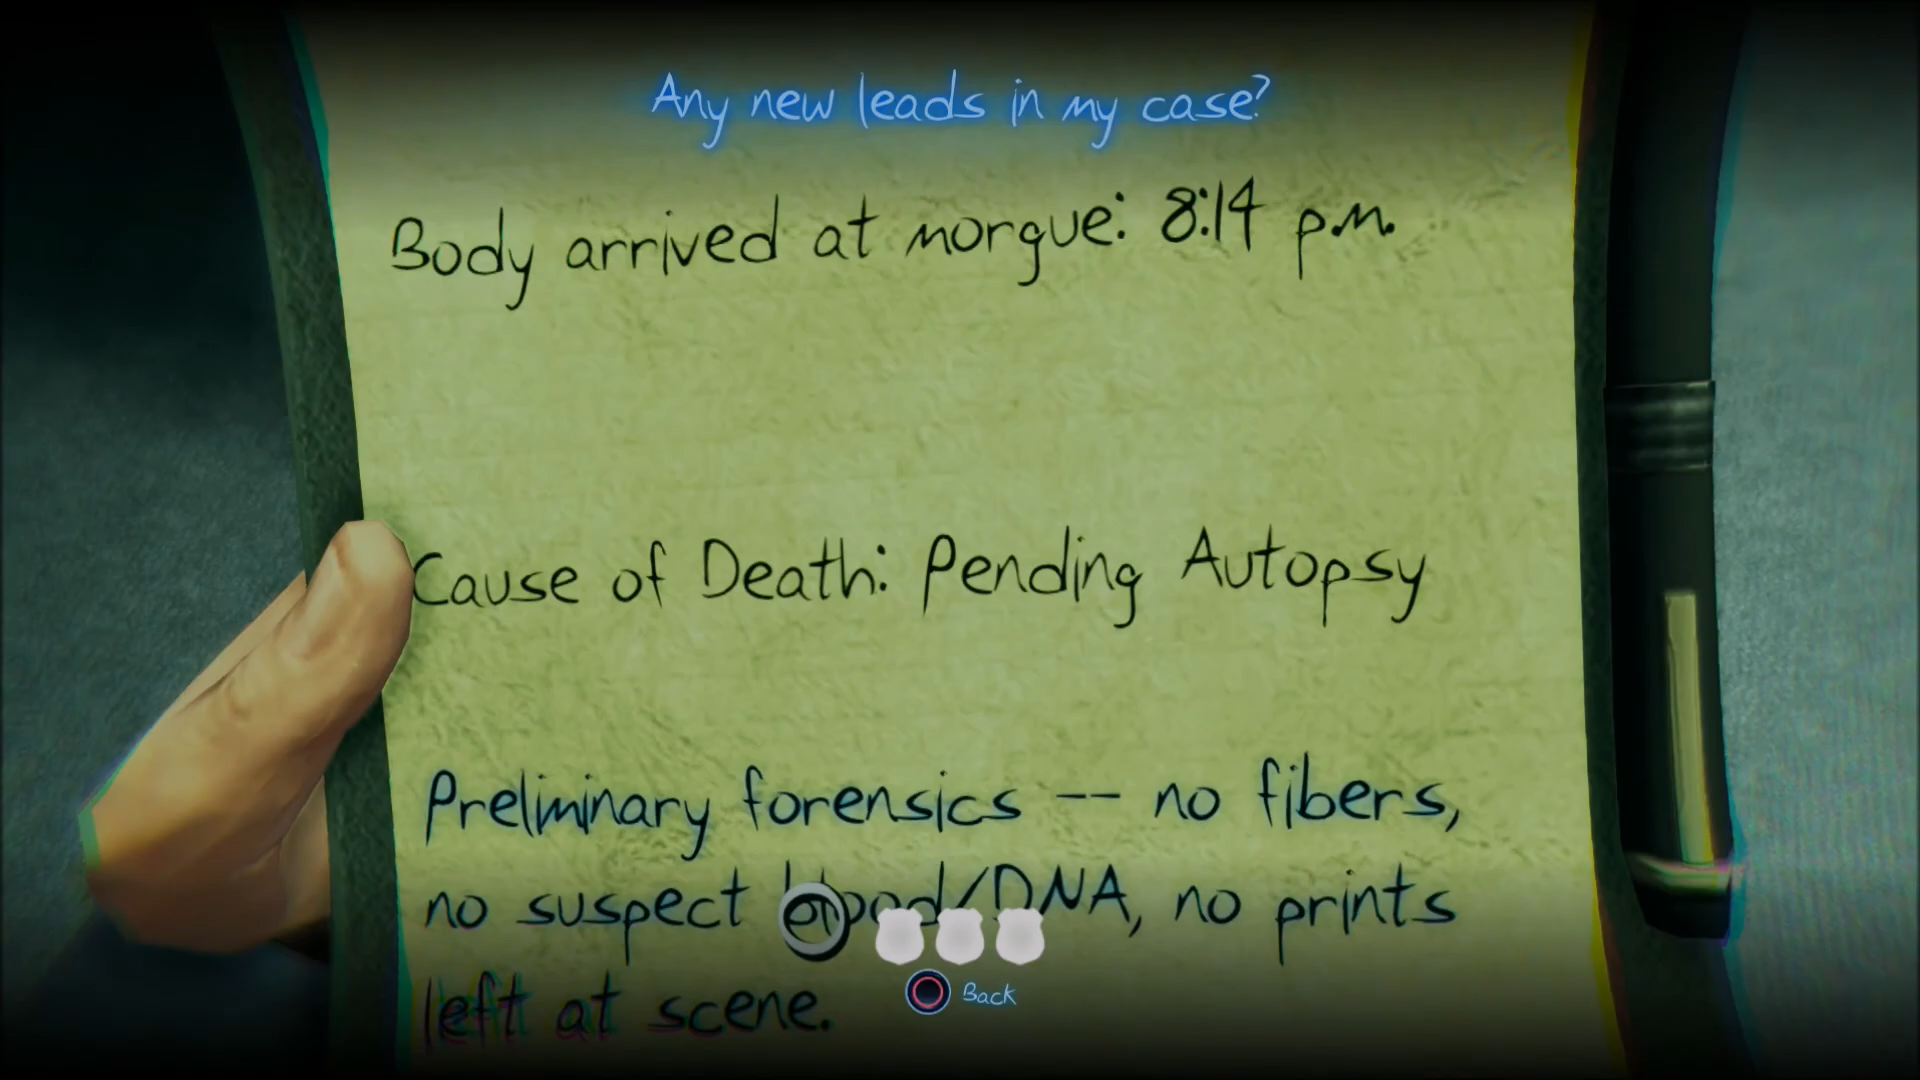 Any new leads in my case?
Body arrived at morgue: 8:14 p.m.
Cause of Death: Pending Autopsy
Preliminary forensics -- no fibers,
no suspect blood/DNA, no prints
left at scene.
Back